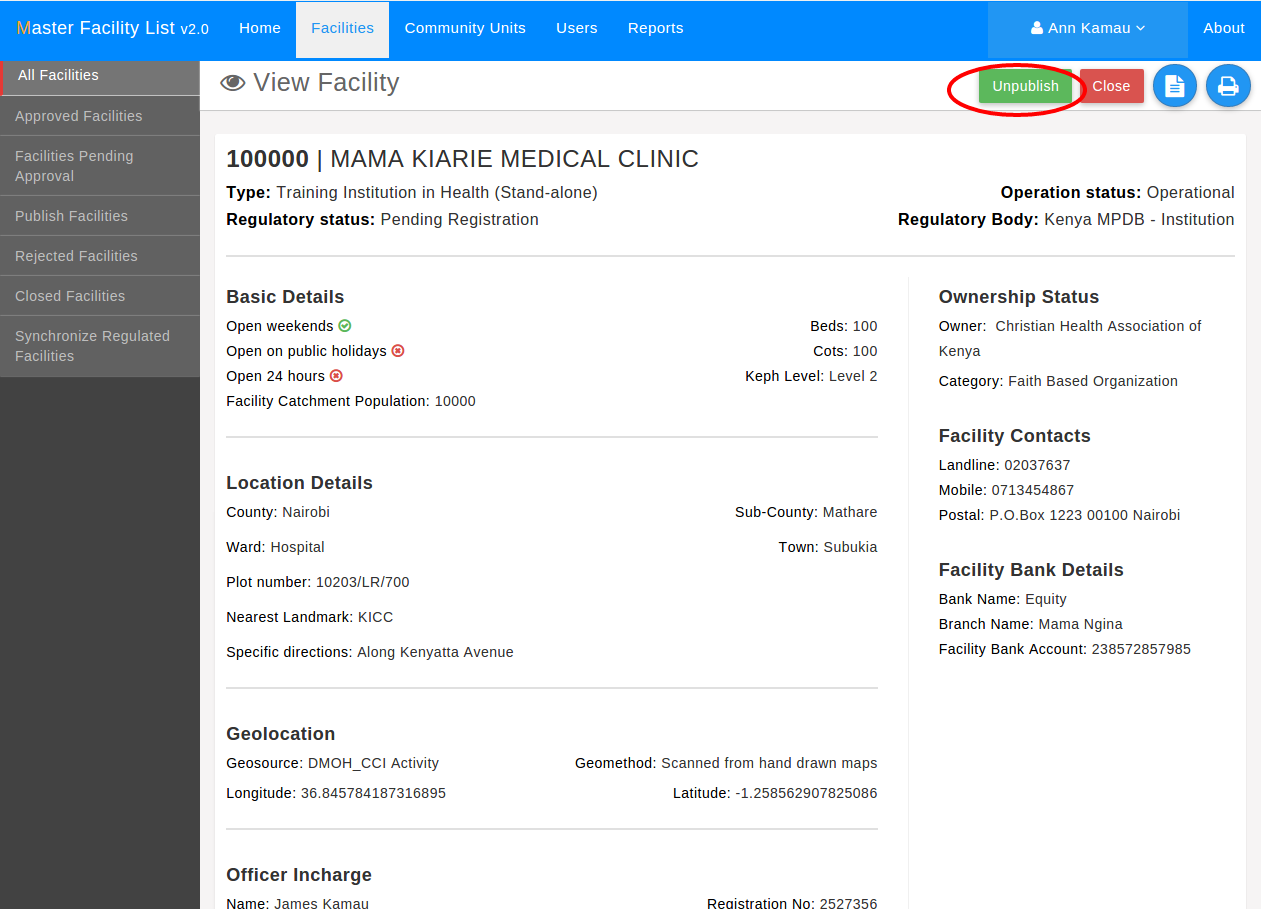 Master Facility List v2.0 Home Facilities Community Units Users Reports Ann Kamau About
All Facilities
Approved Facilities
Facilities Pending
Approval
Publish Facilities
Rejected Facilities
Closed Facilities
Synchronize Regulated
Facilities
View Facility
Unpublish Close
100000 | MAMA KIARIE MEDICAL CLINIC
Type: Training Institution in Health (Stand-alone)
Operation status: Operational
Regulatory status: Pending Registration
Regulatory Body: Kenya MPDB - Institution
Basic Details
Open weekends
Beds: 100
Open on public holidays
Cots: 100
Open 24 hours
Keph Level: Level 2
Facility Catchment Population: 10000
Location Details
County: Nairobi
Sub-County: Mathare
Ward: Hospital
Town: Subukia
Plot number: 10203/LR/700
Nearest Landmark: KICC
Specific directions: Along Kenyatta Avenue
Geolocation
Geosource: DMOH_CCI Activity
Geomethod: Scanned from hand drawn maps
Longitude: 36.845784187316895
Latitude: -1.258562907825086
Officer Incharge
Name: James Kamau
Registration No: 2527356
Ownership Status
Owner: Christian Health Association of
Kenya
Category: Faith Based Organization
Facility Contacts
Landline: 02037637
Mobile: 0713454867
Postal: P.O.Box 1223 00100 Nairobi
Facility Bank Details
Bank Name: Equity
Branch Name: Mama Ngina
Facility Bank Account: 238572857985